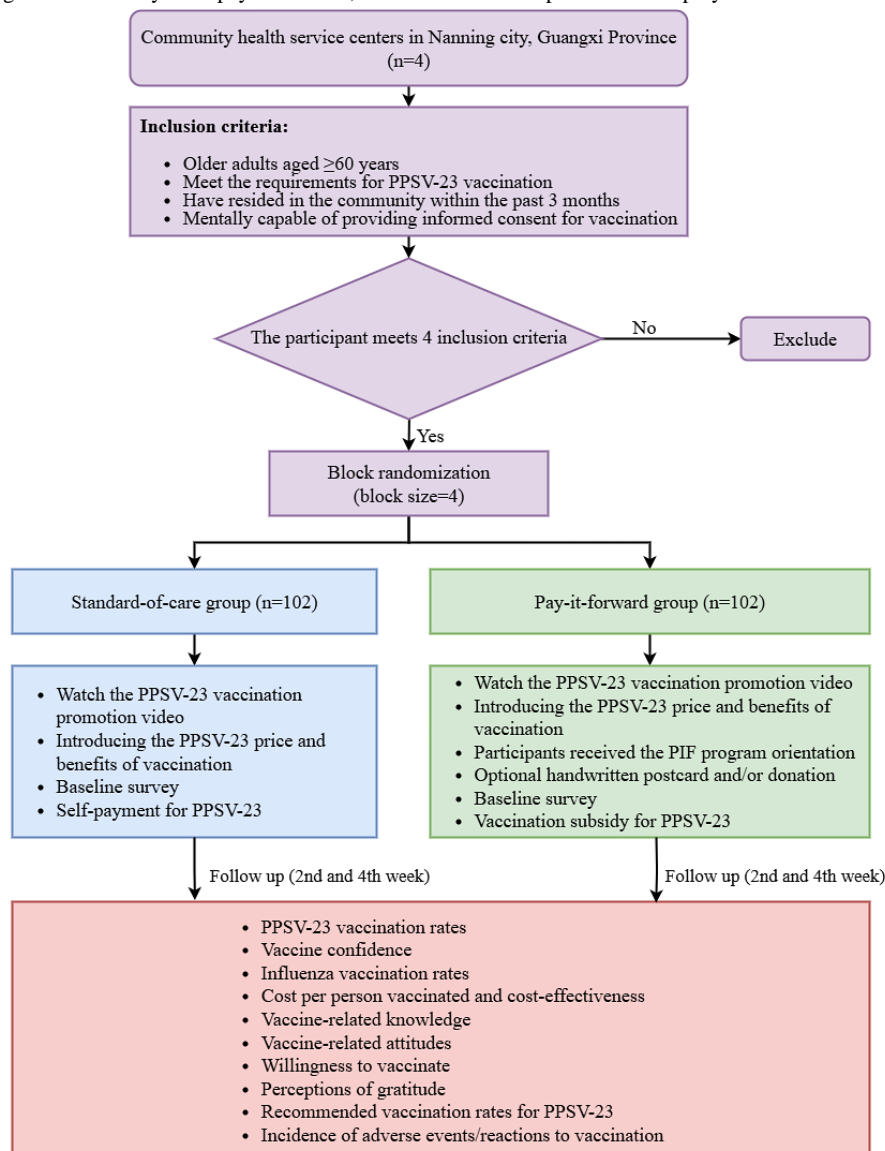 Community health service centers in Nanning city, Guangxi Province
(n=4)
Inclusion criteria:
• Older adults aged ≥60 years
• Meet the requirements for PPSV-23 vaccination
• Have resided in the community within the past 3 months
• Mentally capable of providing informed consent for vaccination
The participant meets 4 inclusion criteria
No
Exclude
Yes
Block randomization
(block size=4)
Standard-of-care group (n=102)
Pay-it-forward group (n=102)
• Watch the PPSV-23 vaccination
promotion video
• Introducing the PPSV-23 price and
benefits of vaccination
• Baseline survey
• Self-payment for PPSV-23
• Watch the PPSV-23 vaccination promotion video
• Introducing the PPSV-23 price and benefits of
vaccination
• Participants received the PIF program orientation
• Optional handwritten postcard and/or donation
• Baseline survey
• Vaccination subsidy for PPSV-23
Follow up (2nd and 4th week)
Follow up (2nd and 4th week)
• PPSV-23 vaccination rates
• Vaccine confidence
• Influenza vaccination rates
• Cost per person vaccinated and cost-effectiveness
• Vaccine-related knowledge
• Vaccine-related attitudes
• Willingness to vaccinate
• Perceptions of gratitude
• Recommended vaccination rates for PPSV-23
• Incidence of adverse events/reactions to vaccination